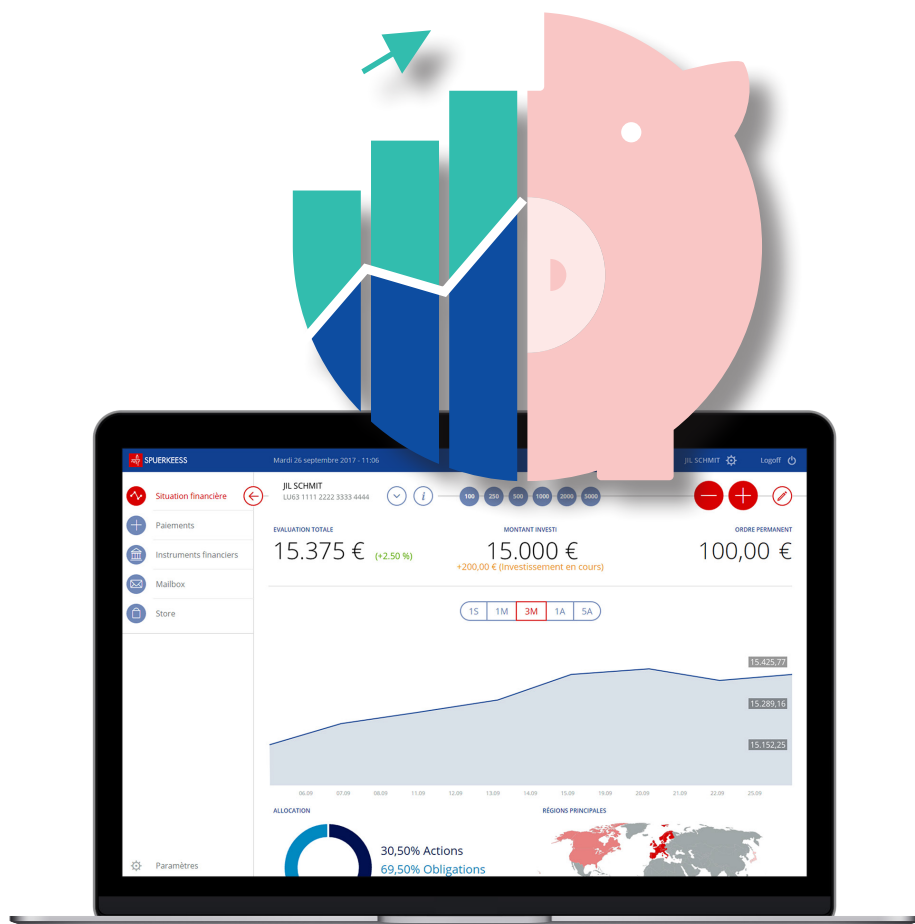 SPUERKEESS
Mardi 26 septembre 2017 - 11:06
JIL SCHMIT
Logoff
Situation financière
JIL SCHMIT
LU63 1111 2222 3333 4444
i
100 250 500 1000 2000 5000
Paiements
Instruments financiers
Mailbox
Store
EVALUATION TOTALE
15.375 € (+2.50 %)
MONTANT INVESTI
15.000 €
+200,00 € (Investissement en cours)
ORDRE PERMANENT
100,00 €
1S 1M 3M 1A 5A
15.425,77
15.289,16
15.152,25
06.09 07.09 08.09 11.09 12.09 13.09 14.09 15.09 19.09 20.09 21.09 22.09 25.09
ALLOCATION
30,50% Actions
69,50% Obligations
RÉGIONS PRINCIPALES
Paramètres